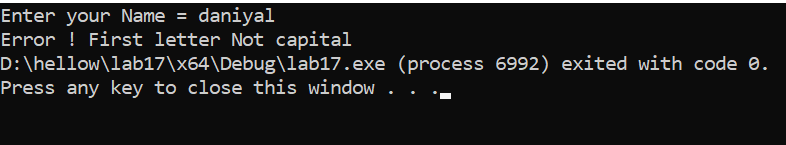 Enter your Name = daniyal
Error ! First letter Not capital
D:\hellow\lab17\x64\Debug\lab17.exe (process 6992) exited with code 0.
Press any key to close this window . . .